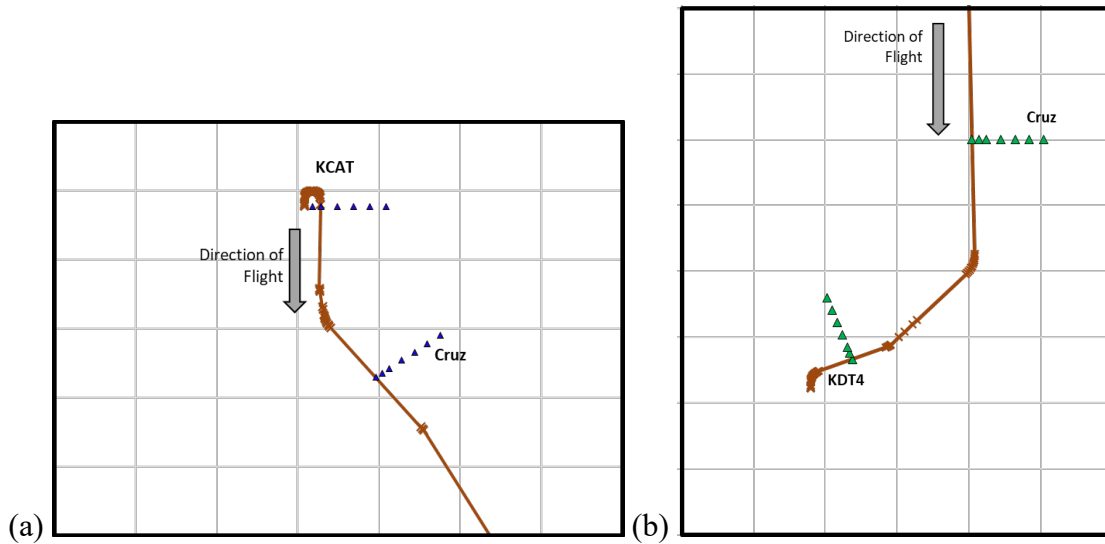 KCAT
Direction of
Flight
Cruz
(a)
Direction of
Flight
Cruz
KDT4
(b)